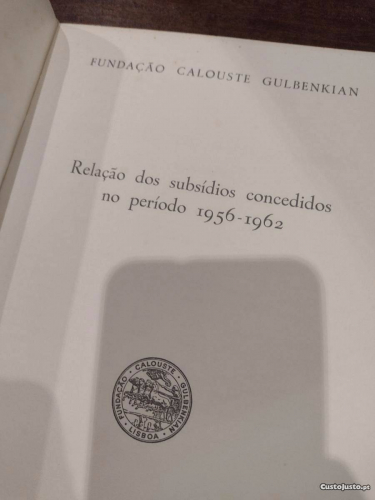 FUNDAÇÃO CALOUSTE GULBENKIAN
Relação dos subsídios concedidos
no período 1956-1962
FUNDAÇÃO · CALOUSTE · GULBENKIAN
LISBOA
CustoJusto.pt